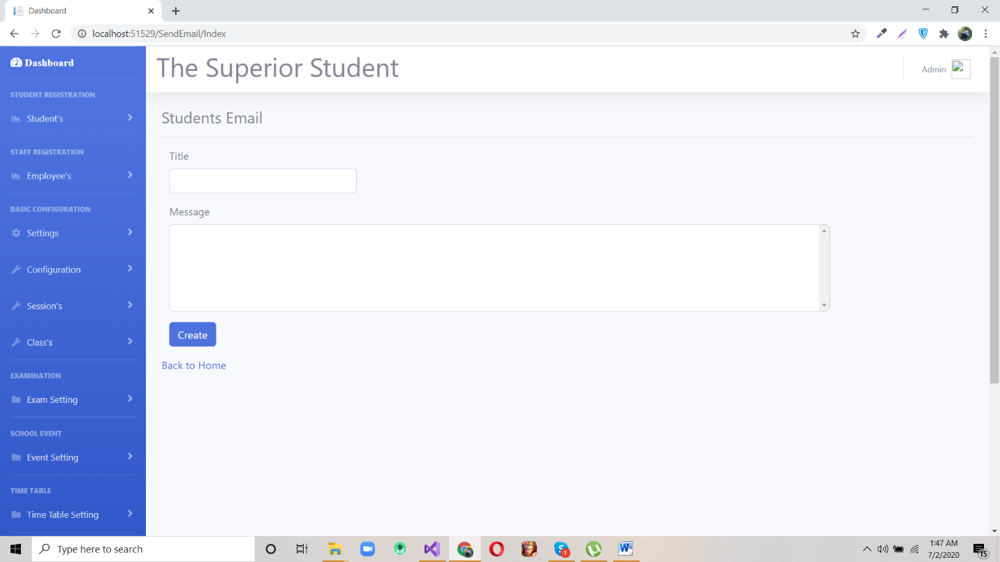 Dashboard
localhost:51529/SendEmail/Index
Dashboard
The Superior Student
Admin
STUDENT REGISTRATION
Student's
STAFF REGISTRATION
Employee's
BASIC CONFIGURATION
Settings
Configuration
Session's
Class's
EXAMINATION
Exam Setting
SCHOOL EVENT
Event Setting
TIME TABLE
Time Table Setting
Students Email
Title
Message
Create
Back to Home
Type here to search
1
W
1:47 AM
7/2/2020
15